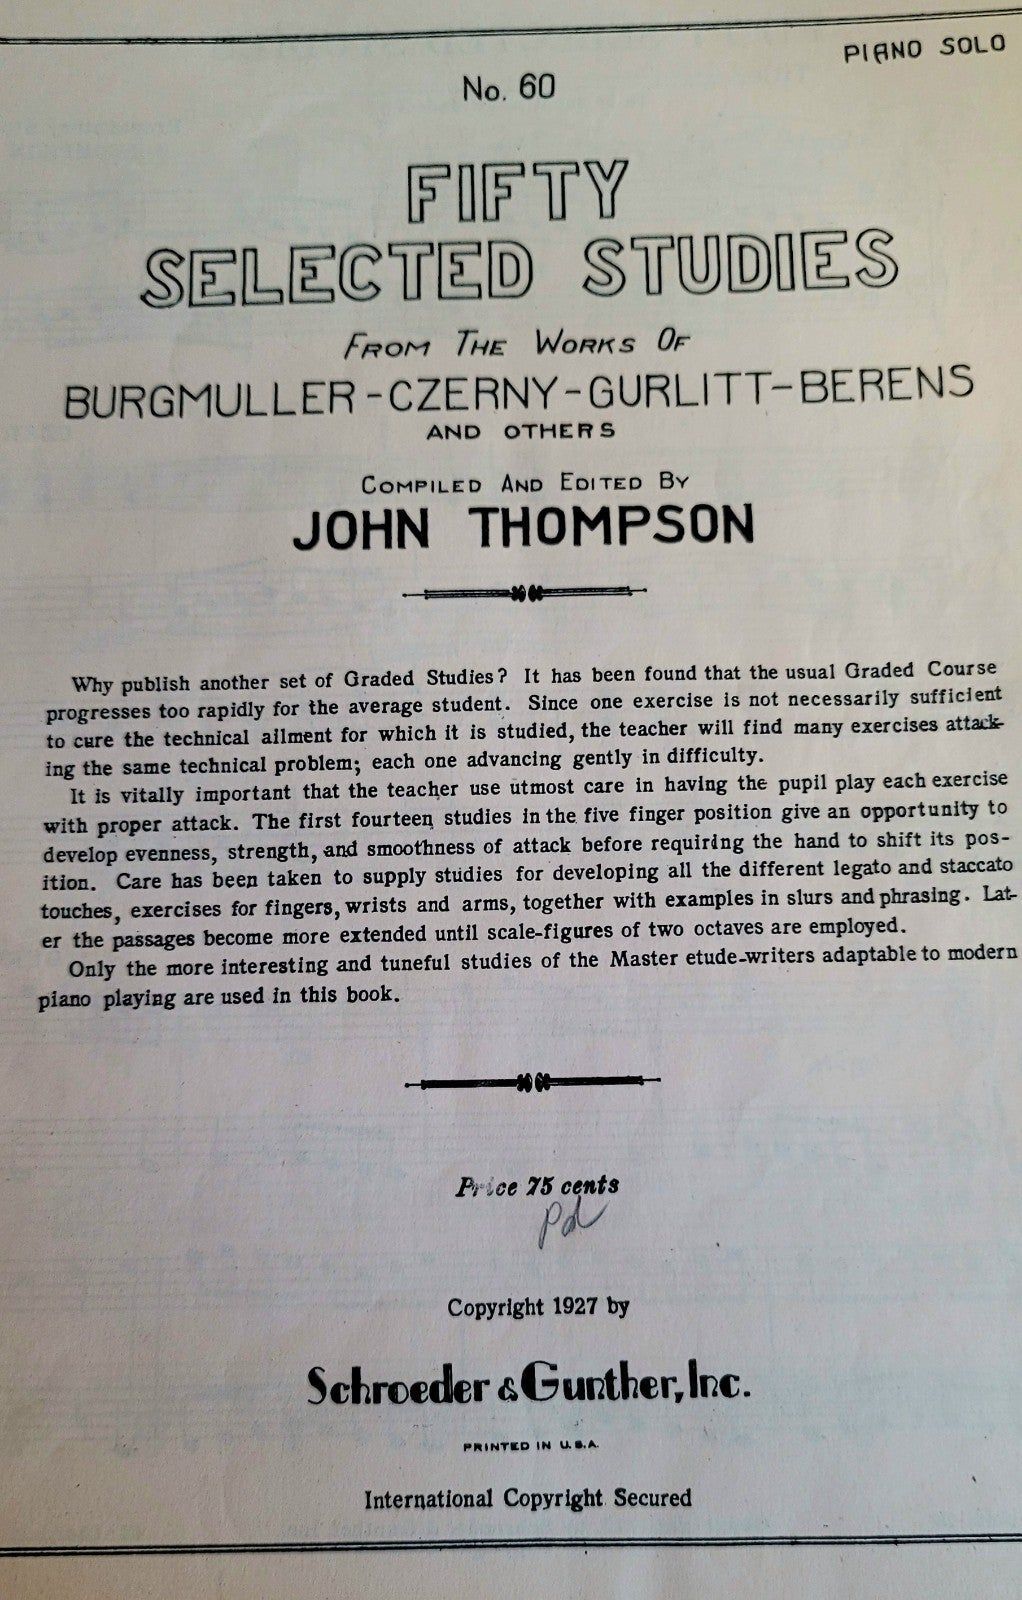 PIANO SOLO
No. 60
FIFTY
SELECTED STUDIES
FROM THE WORKS OF
BURGMULLER-CZERNY-GURLITT-BERENS
AND OTHERS
COMPILED AND EDITED BY
JOHN THOMPSON
Why publish another set of Graded Studies? It has been found that the usual Graded Course
progresses too rapidly for the average student. Since one exercise is not necessarily sufficient
to cure the technical ailment for which it is studied, the teacher will find many exercises attack-
ing the same technical problem; each one advancing gently in difficulty.
It is vitally important that the teacher use utmost care in having the pupil play each exercise
with proper attack. The first fourteen studies in the five finger position give an opportunity to
develop evenness, strength, and smoothness of attack before requiring the hand to shift its pos-
ition. Care has been taken to supply studies for developing all the different legato and staccato
touches, exercises for fingers, wrists and arms, together with examples in slurs and phrasing. Lat-
er the passages become more extended until scale-figures of two octaves are employed.
Only the more interesting and tuneful studies of the Master etude-writers adaptable to modern
piano playing are used in this book.
Price 75 cents
Pd
Copyright 1927 by
Schroeder & Gunther, Inc.
PRINTED IN U.S.A.
International Copyright Secured